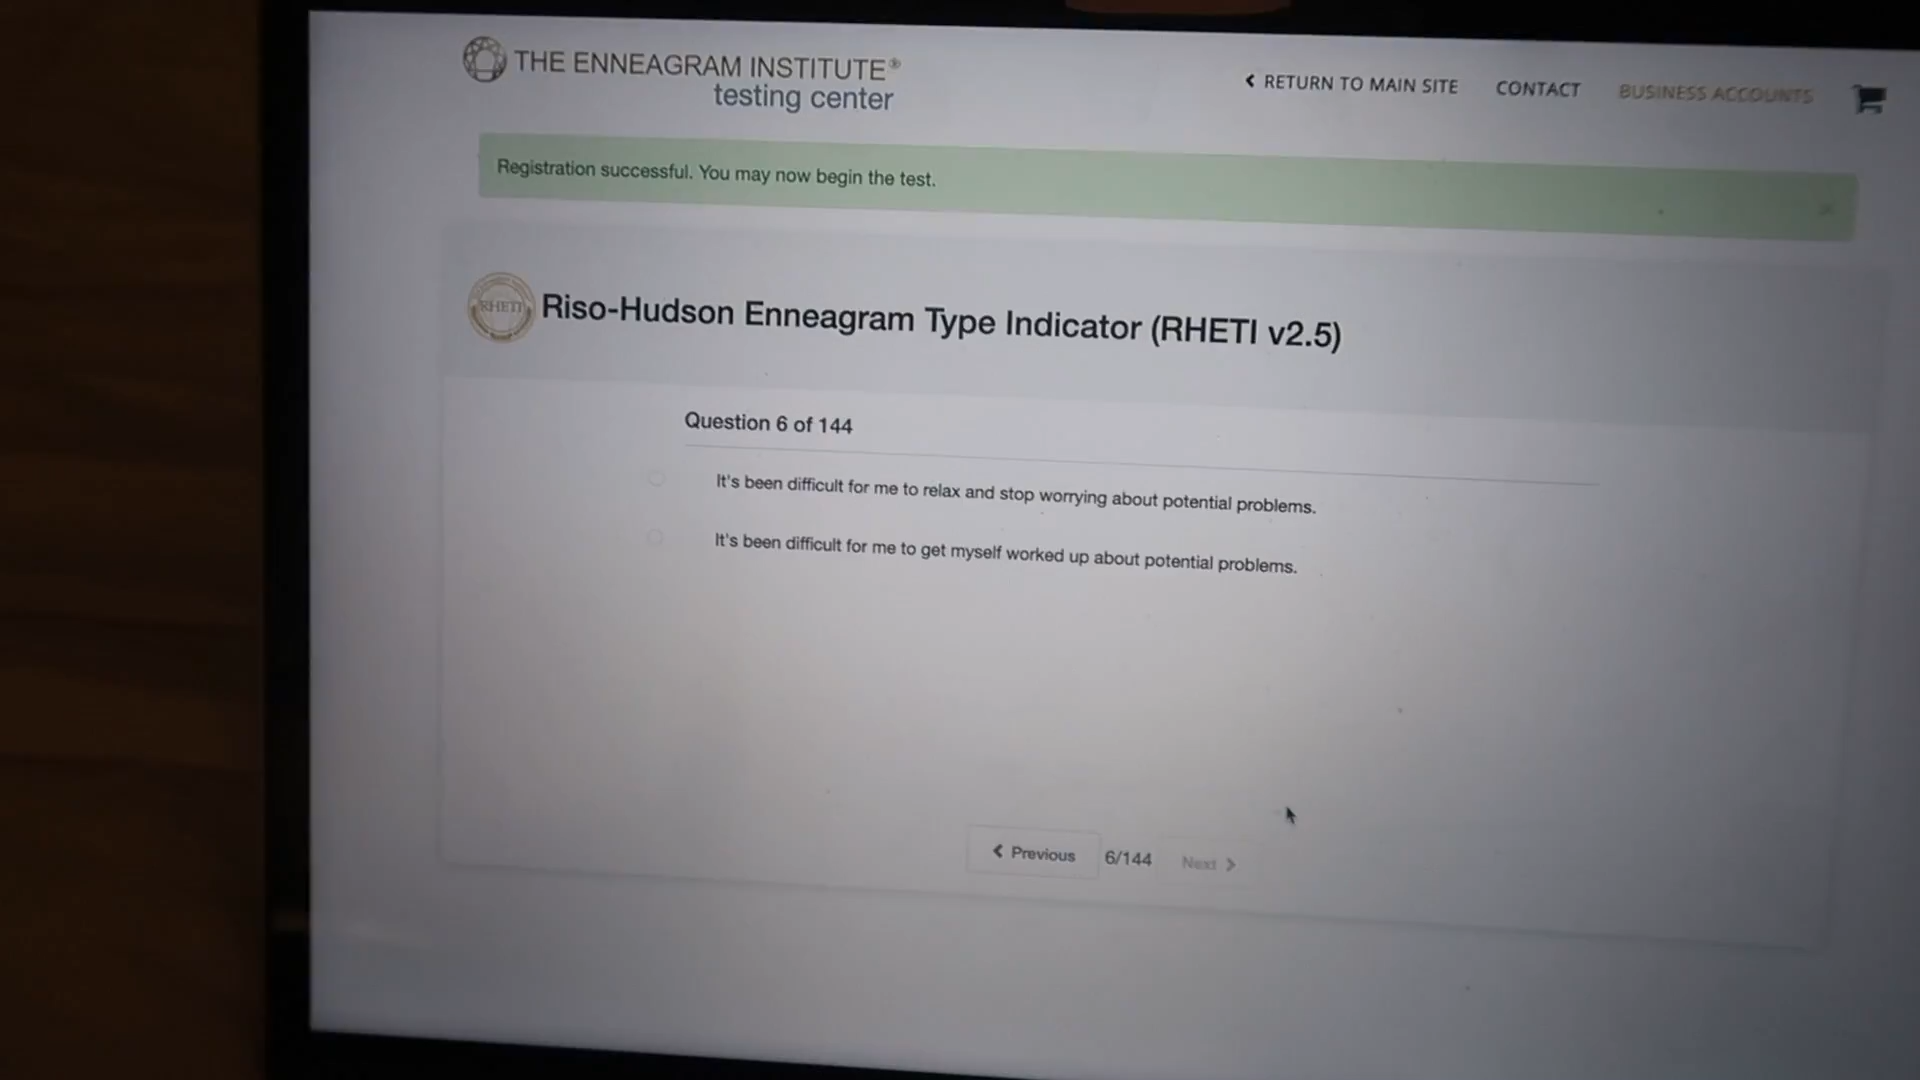 THE ENNEAGRAM INSTITUTE®
testing center
RETURN TO MAIN SITE CONTACT BUSINESS ACCOUNTS
Registration successful. You may now begin the test.
RHETI
Riso-Hudson Enneagram Type Indicator (RHETI v2.5)
Question 6 of 144
It's been difficult for me to relax and stop worrying about potential problems.
It's been difficult for me to get myself worked up about potential problems.
Previous 6/144 Next